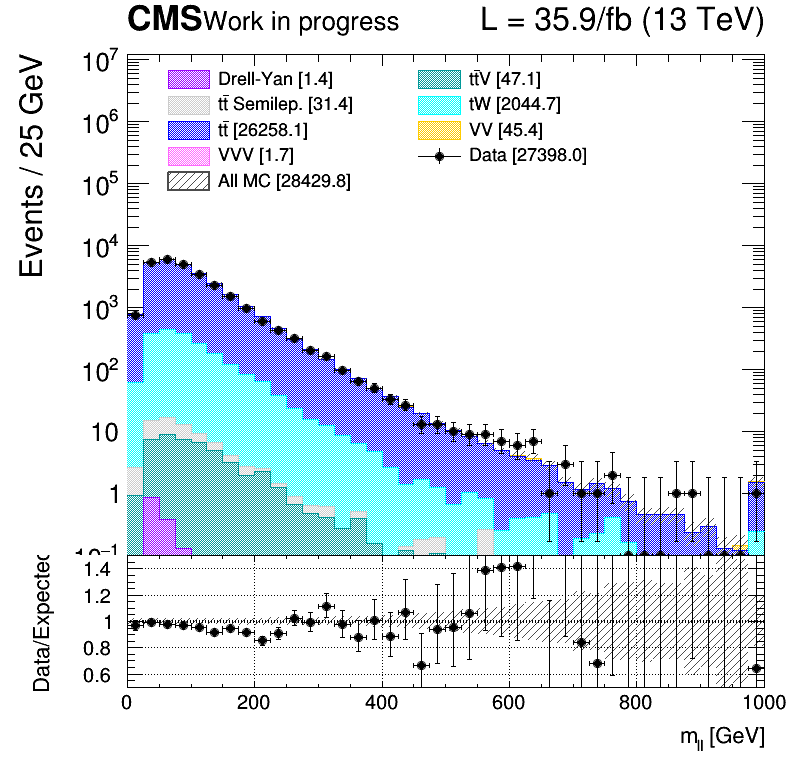 CMS Work in progress L = 35.9/fb (13 TeV)
Events / 25 GeV
10^7
10^6
10^5
10^4
10^3
10^2
10
1
10^-1
Drell-Yan [1.4]
tt̄ Semilep. [31.4]
tt̄ [26258.1]
VVV [1.7]
All MC [28429.8]
tt̄V [47.1]
tW [2044.7]
VV [45.4]
Data [27398.0]
Data/Expected
1.4
1.2
1
0.8
0.6
0 200 400 600 800 1000
m_ll [GeV]